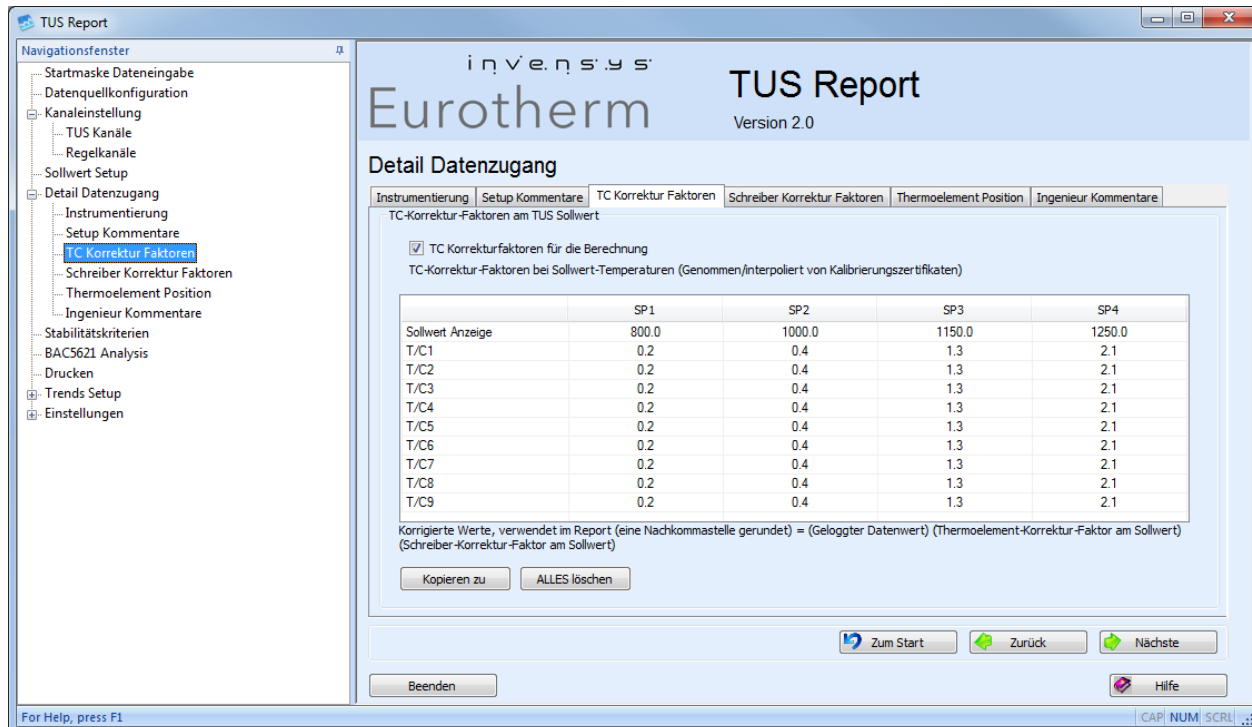 TUS Report
Navigationsfenster
Startmaske Dateneingabe
Datenquellkonfiguration
Kanaleinstellung
TUS Kanäle
Regelkanäle
Sollwert Setup
Detail Datenzugang
Instrumentierung
Setup Kommentare
TC Korrektur Faktoren
Schreiber Korrektur Faktoren
Thermoelement Position
Ingenieur Kommentare
Stabilitätskriterien
BAC5621 Analysis
Drucken
Trends Setup
Einstellungen
invensys
Eurotherm
TUS Report
Version 2.0
Detail Datenzugang
Instrumentierung Setup Kommentare TC Korrektur Faktoren Schreiber Korrektur Faktoren Thermoelement Position Ingenieur Kommentare
TC-Korrektur-Faktoren am TUS Sollwert
TC Korrekturfaktoren für die Berechnung
TC-Korrektur-Faktoren bei Sollwert-Temperaturen (Genommen/interpoliert von Kalibrierungszertifikaten)
SP1 SP2 SP3 SP4
Sollwert Anzeige 800.0 1000.0 1150.0 1250.0
T/C1 0.2 0.4 1.3 2.1
T/C2 0.2 0.4 1.3 2.1
T/C3 0.2 0.4 1.3 2.1
T/C4 0.2 0.4 1.3 2.1
T/C5 0.2 0.4 1.3 2.1
T/C6 0.2 0.4 1.3 2.1
T/C7 0.2 0.4 1.3 2.1
T/C8 0.2 0.4 1.3 2.1
T/C9 0.2 0.4 1.3 2.1
Korrigierte Werte, verwendet im Report (eine Nachkommastelle gerundet) = (Geloggter Datenwert) (Thermoelement-Korrektur-Faktor am Sollwert)
(Schreiber-Korrektur-Faktor am Sollwert)
Kopieren zu ALLES löschen
Zum Start Zurück Nächste
Beenden Hilfe
For Help, press F1 CAP NUM SCRL